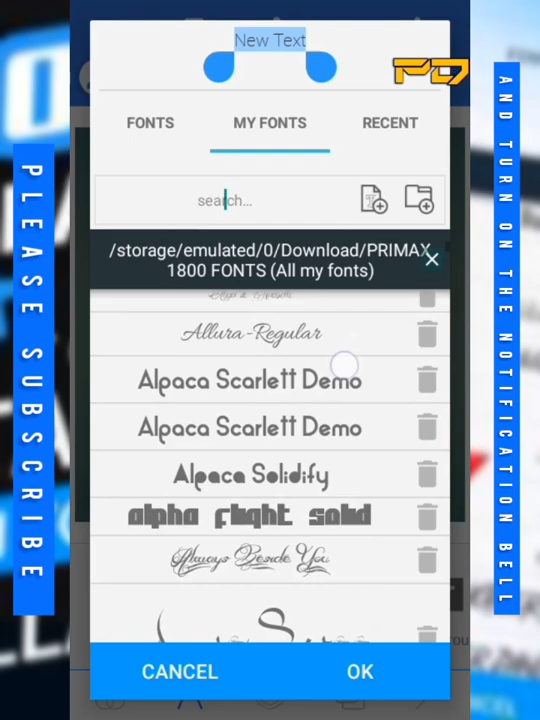 New Text
PD
FONTS
MY FONTS
RECENT
search...
/storage/emulated/0/Download/PRIMAX
1800 FONTS (All my fonts)
Allura-Regular
Alpaca Scarlett Demo
Alpaca Scarlett Demo
Alpaca Solidify
alpha flight solid
Always Beside You
CANCEL
OK
PLEASE SUBSCRIBE
AND TURN ON THE NOTIFICATION BELL